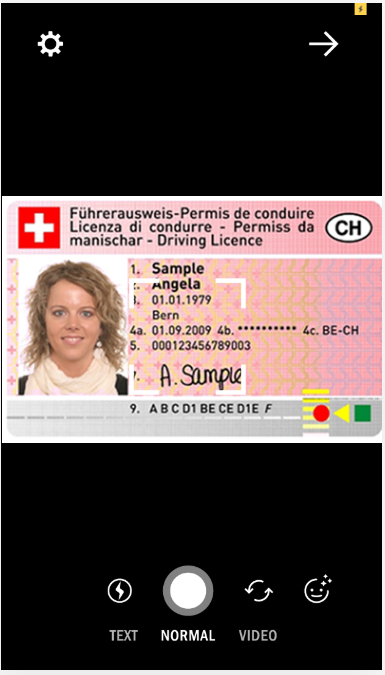 Führerausweis-Permis de conduire
Licenza di condurre - Permiss da
manischar - Driving Licence
CH
1. Sample
Angela
01.01.1979
Bern
4a. 01.09.2009 4b. •••••••••• 4c. BE-CH
5. 000123456789003
A. Sample
9. A B C D1 BE CE D1E F
TEXT NORMAL VIDEO